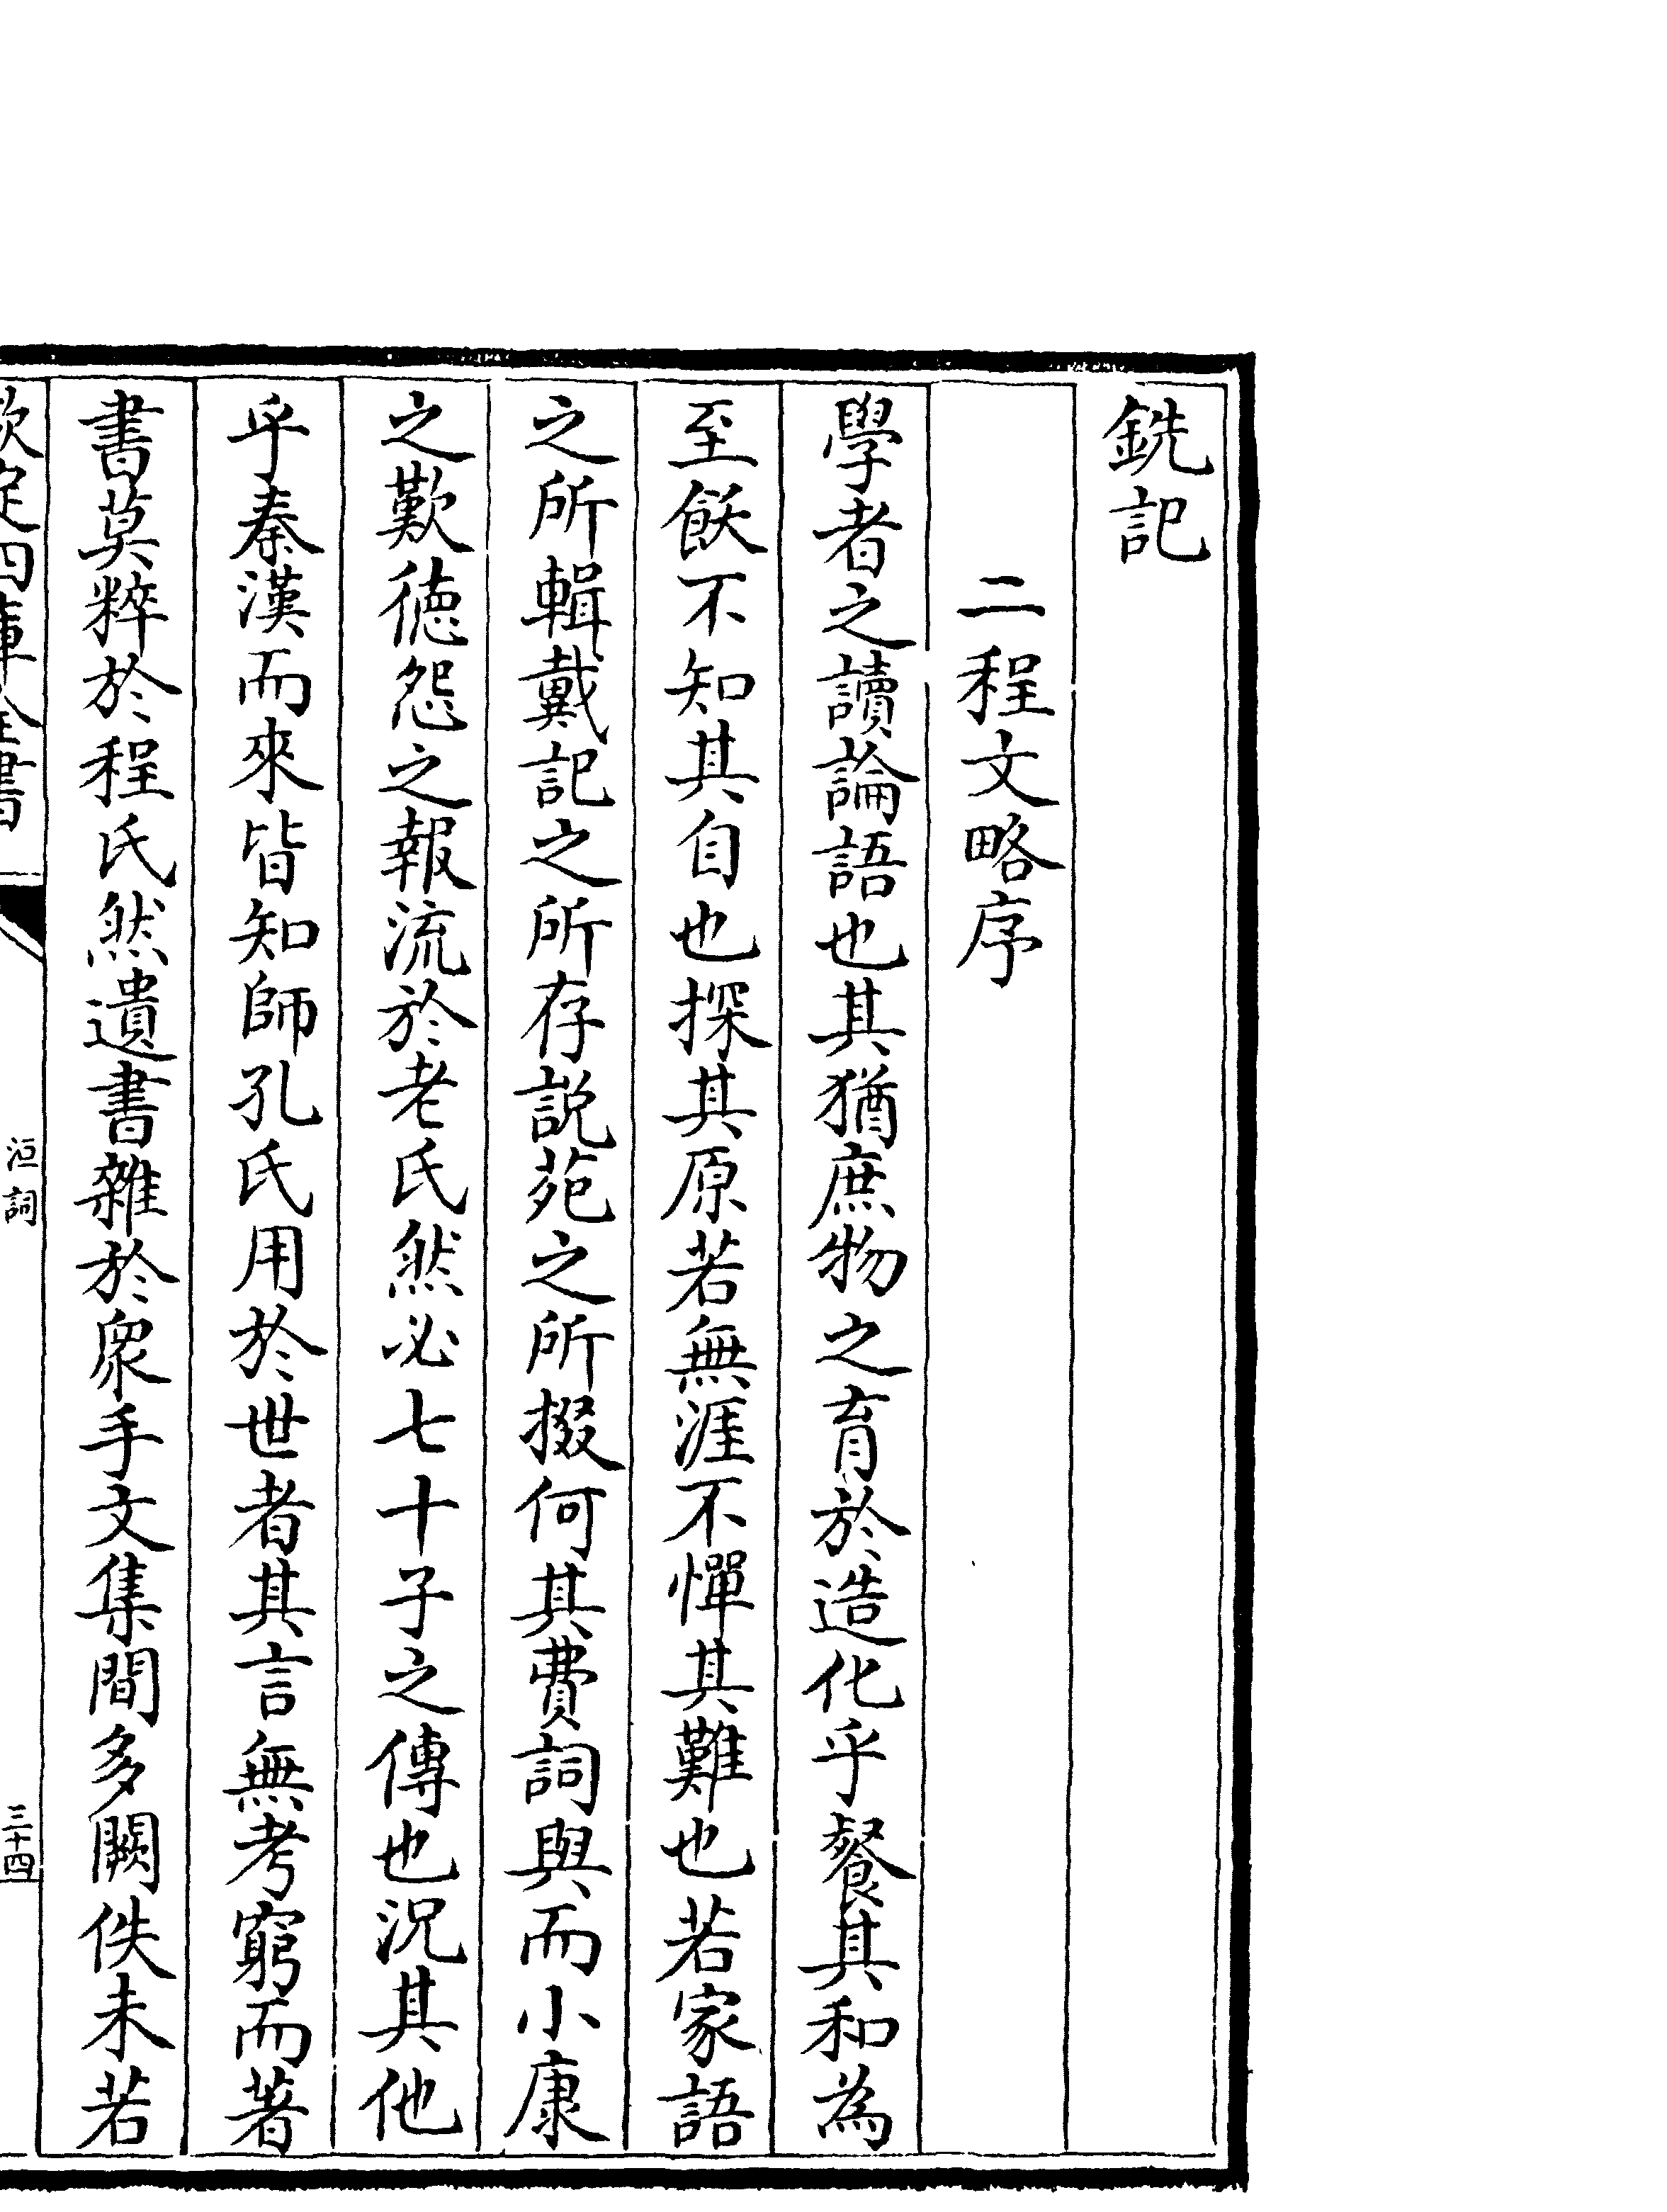 銑記
二程文略序
學者之讀論語也其猶庶物之育於造化乎餐其和為
至飫不知其自也探其原若無涯不憚其難也若家語
之所輯戴記之所存說苑之所掇何其費詞與而小康
之歎德怨之報流於老氏然必七十子之傳也況其他
乎秦漢而來皆知師孔氏用於世者其言無考窮而著
書莫粹於程氏然遺書雜於衆手文集間多闕佚未若
欽定四庫全書
洹詞
三十四